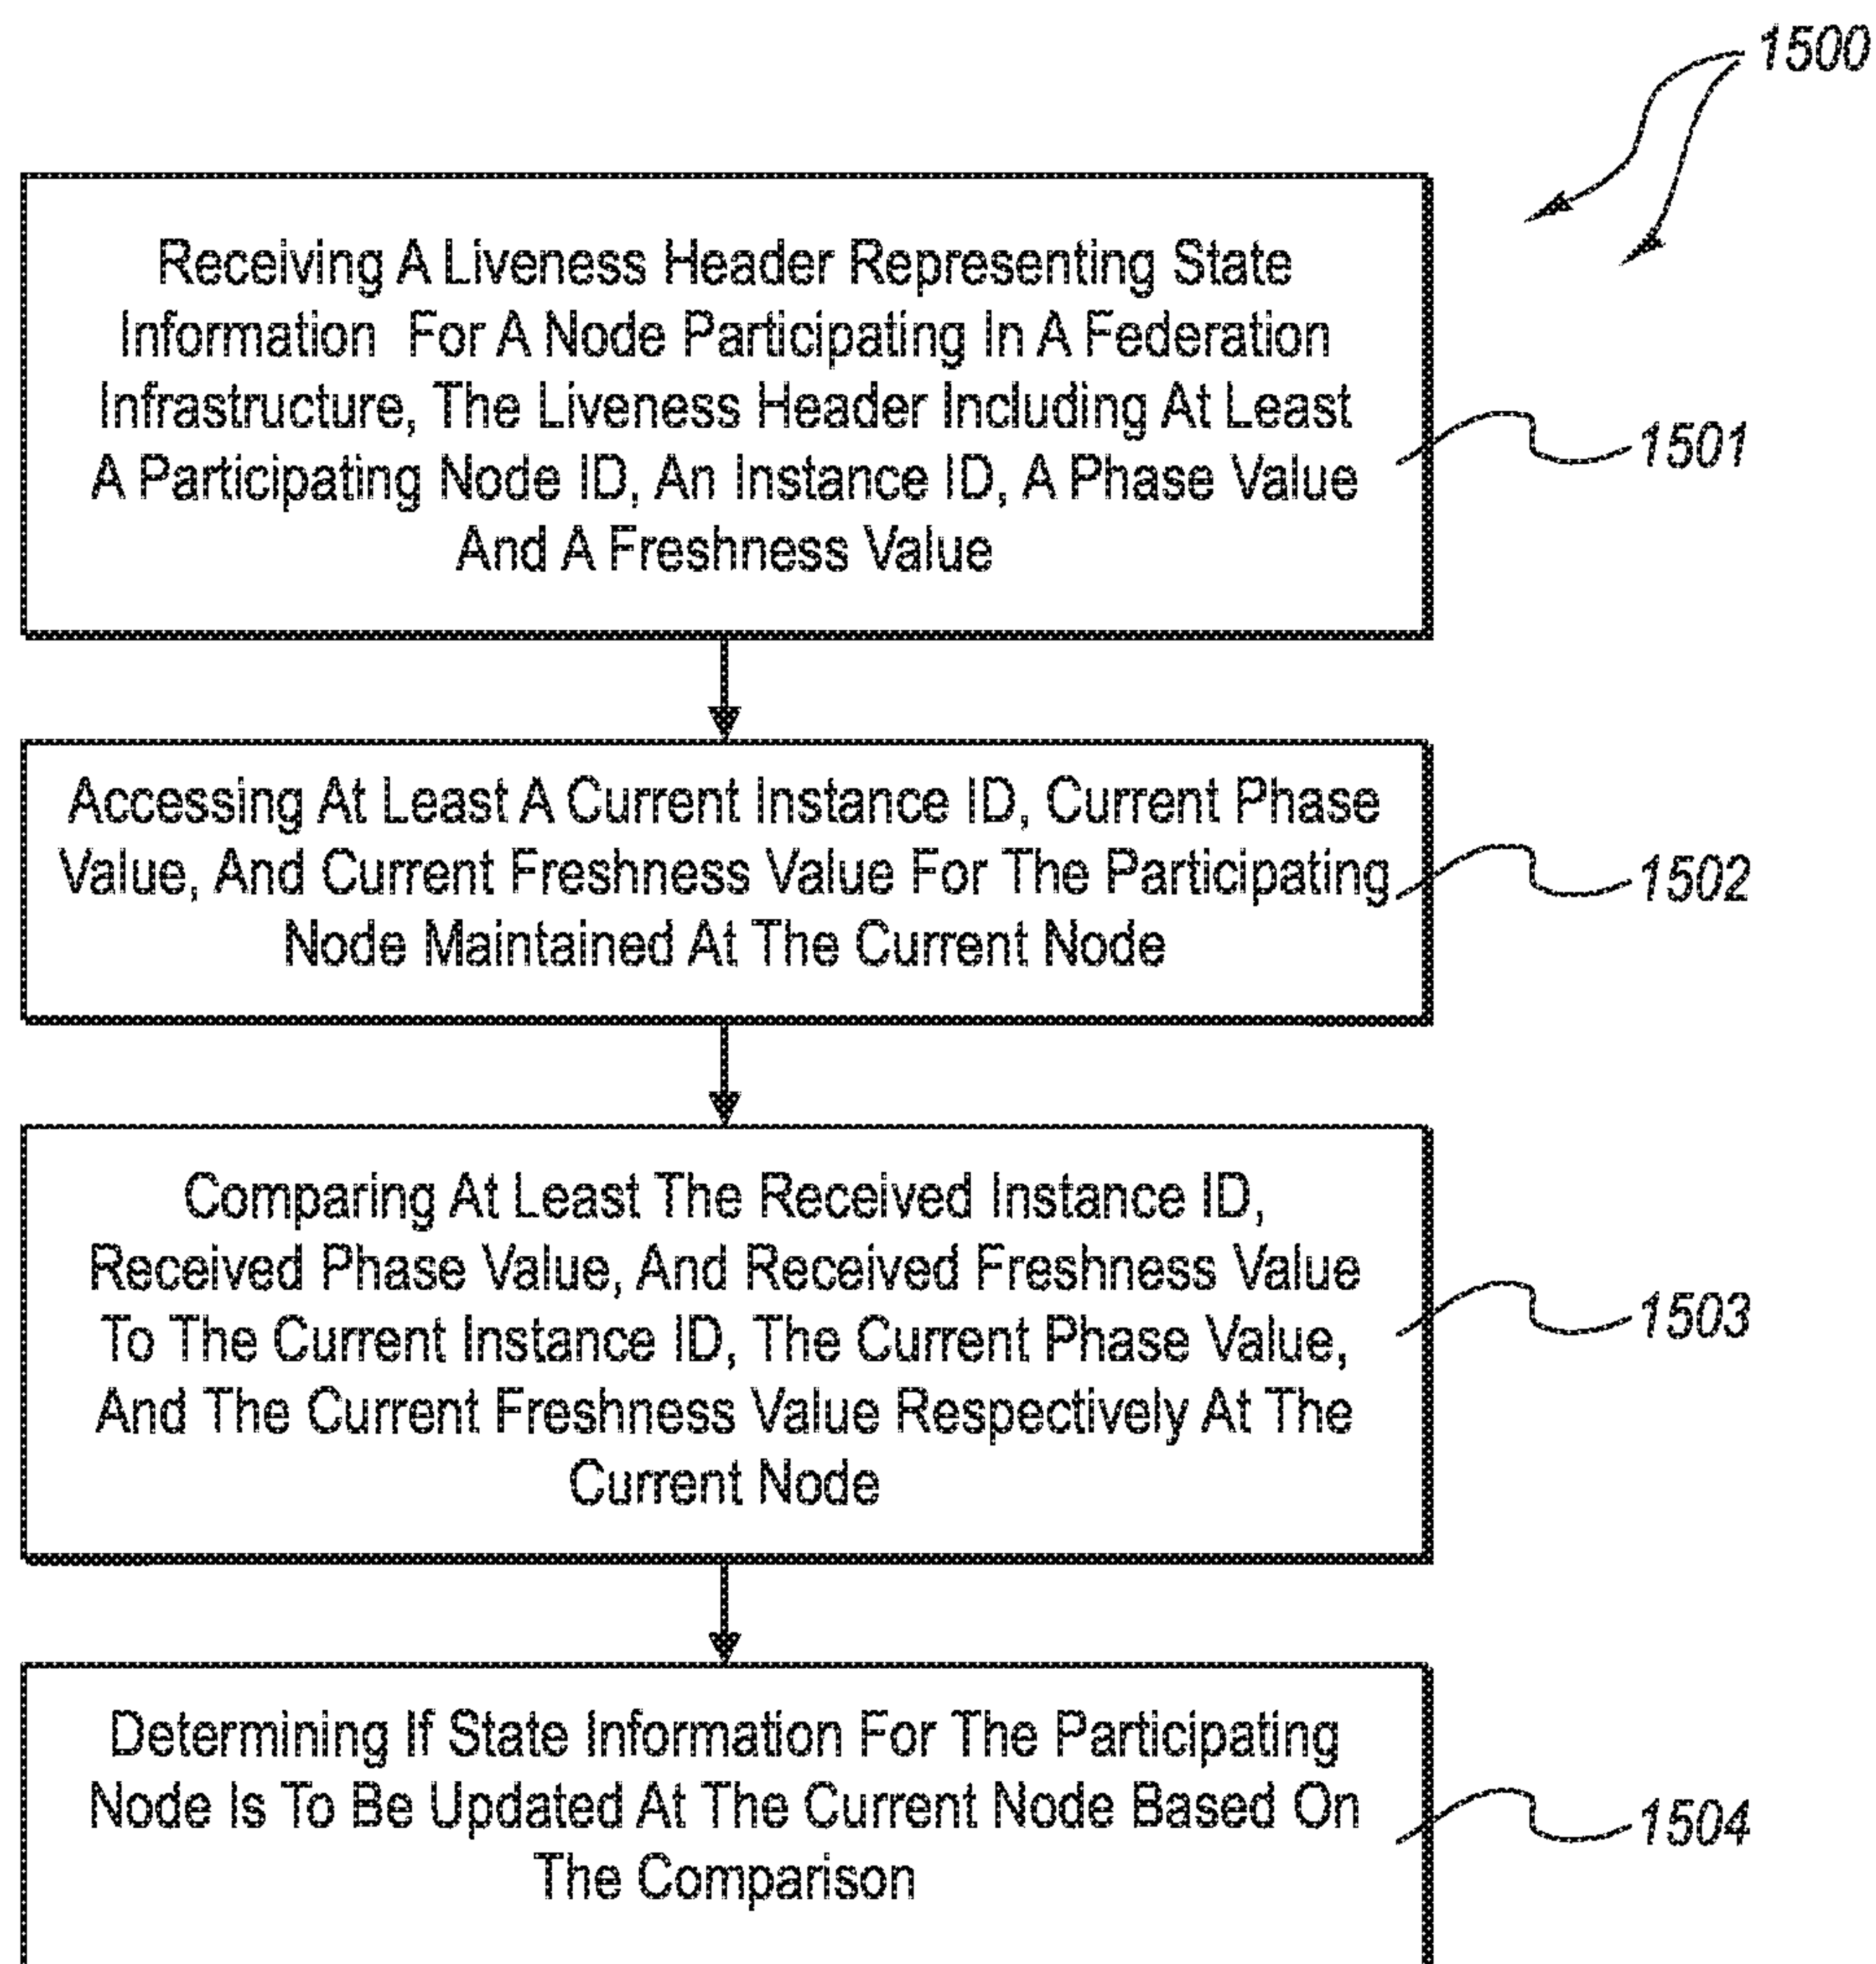 1500
Receiving A Liveness Header Representing State
Information For A Node Participating In A Federation
Infrastructure, The Liveness Header Including At Least
A Participating Node ID, An Instance ID, A Phase Value
And A Freshness Value
1501
Accessing At Least A Current Instance ID, Current Phase
Value, And Current Freshness Value For The Participating
Node Maintained At The Current Node
1502
Comparing At Least The Received Instance ID,
Received Phase Value, And Received Freshness Value
To The Current Instance ID, The Current Phase Value,
And The Current Freshness Value Respectively At The
Current Node
1503
Determining If State Information For The Participating
Node Is To Be Updated At The Current Node Based On
The Comparison
1504